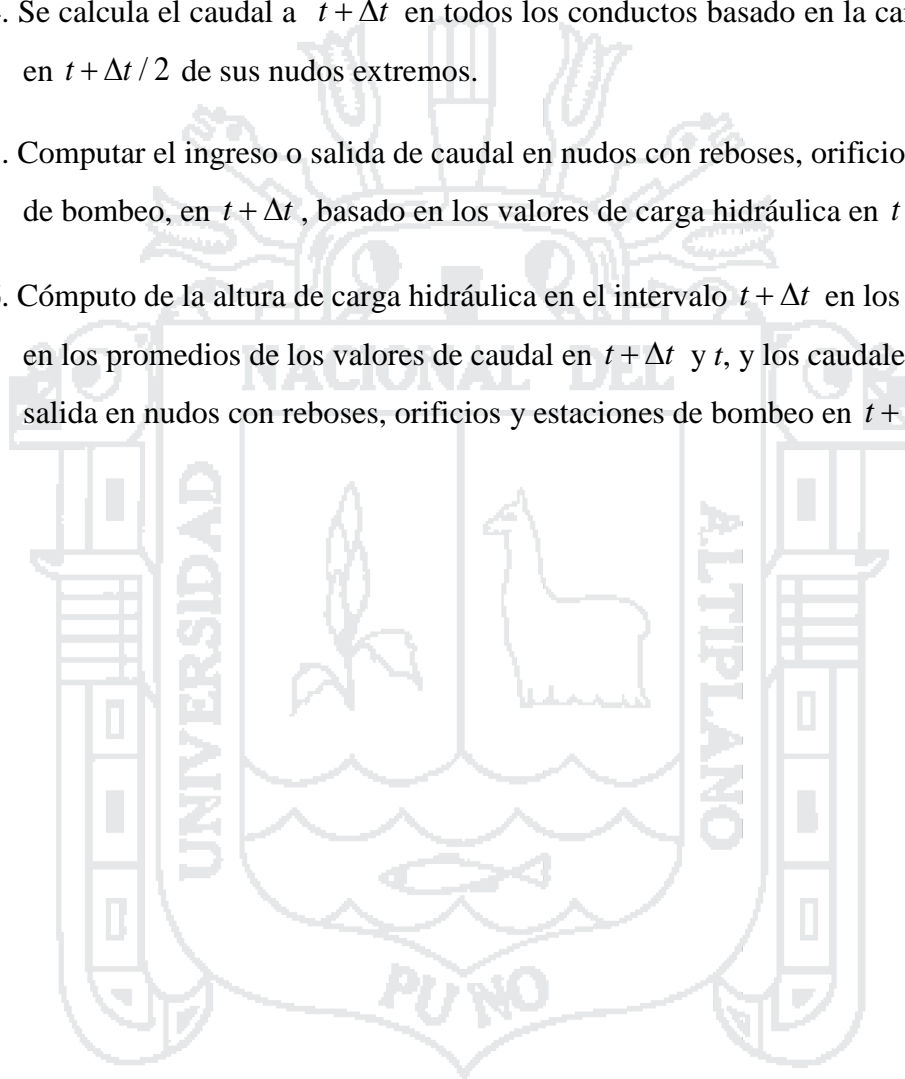 . Se calcula el caudal a t + Δt en todos los conductos basado en la
en t + Δt / 2 de sus nudos extremos.
. Computar el ingreso o salida de caudal en nudos con reboses,
de bombeo, en t + Δt , basado en los valores de carga hidráulica en t
. Cómputo de la altura de carga hidráulica en el intervalo t + Δt en los
en los promedios de los valores de caudal en t + Δt y t, y los
salida en nudos con reboses, orificios y estaciones de bombeo en t +
NACIONAL DEL
UNIVERSIDAD
ALTIPLANO
PUNO